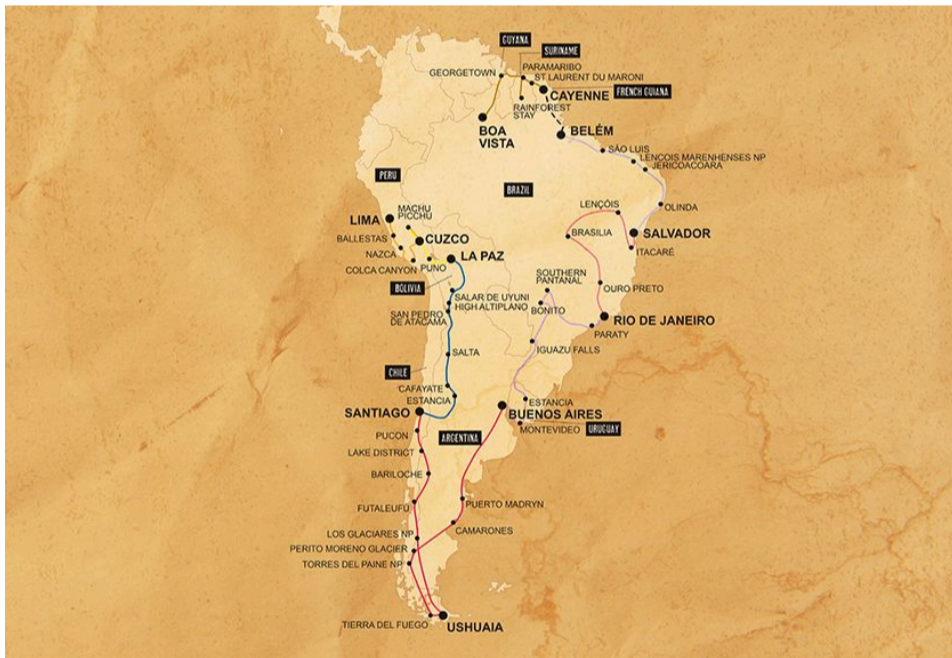 GUYANA
SURINAME
GEORGETOWN
PARAMARIBO
ST LAURENT DU MARONI
CAYENNE
FRENCH GUIANA
RAINFOREST
STAY
BOA
VISTA
BELÉM
SÃO LUIS
LENCOIS MARENHENSES NP
JERICOACOARA
PERU
BRAZIL
MACHU
PICCHU
LENÇÓIS
OLINDA
LIMA
CUZCO
BRASILIA
SALVADOR
BALLESTAS
ITACARÉ
NAZCA
LA PAZ
COLCA CANYON
PUNO
SOUTHERN
PANTANAL
BOLIVIA
OURO PRETO
SALAR DE UYUNI
HIGH ALTIPLANO
SAN PEDRO
DE ATACAMA
BONITO
RIO DE JANEIRO
PARATY
SALTA
IGUAZU FALLS
CHILE
CAFAYATE
ESTANCIA
ESTANCIA
SANTIAGO
BUENOS AIRES
MONTEVIDEO
URUGUAY
PUCON
ARGENTINA
LAKE DISTRICT
BARILOCHE
FUTALEUFÚ
PUERTO MADRYN
CAMARONES
LOS GLACIARES NP
PERITO MORENO GLACIER
TORRES DEL PAINE NP
TIERRA DEL FUEGO
USHUAIA